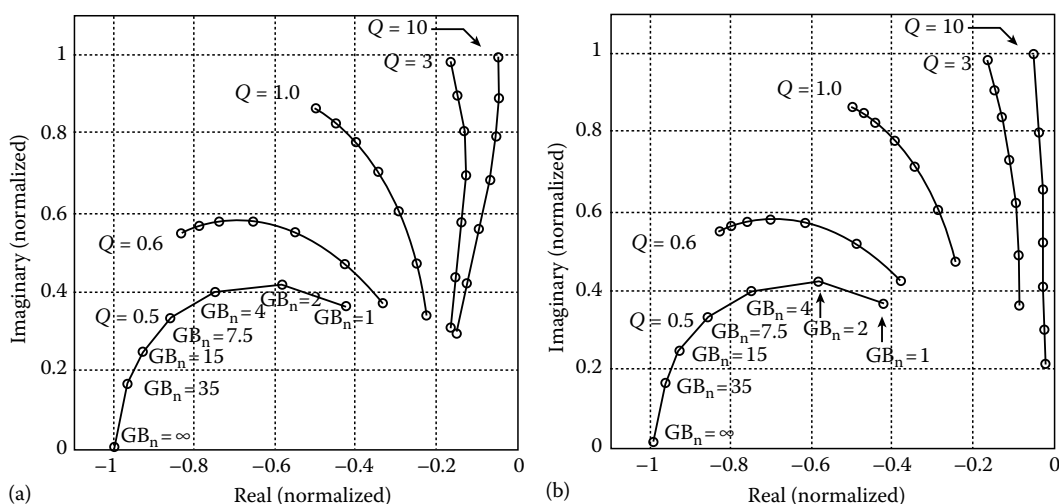 Q = 10
1
Q = 3
Q = 1.0
0.8
0.6
Q = 0.6
0.4
Q = 0.5
GBn=2
GBn=4
GBn=1
GBn=7.5
GBn=15
0.2
GBn=35
GBn=∞
0
−1
−0.8
−0.6
−0.4
−0.2
0
Imaginary (normalized)
Real (normalized)
(a)
Q = 10
1
Q = 3
Q = 1.0
0.8
0.6
Q = 0.6
0.4
Q = 0.5
GBn=4
GBn=7.5
GBn=2
GBn=15
GBn=1
0.2
GBn=35
GBn=∞
0
−1
−0.8
−0.6
−0.4
−0.2
0
Imaginary (normalized)
Real (normalized)
(b)